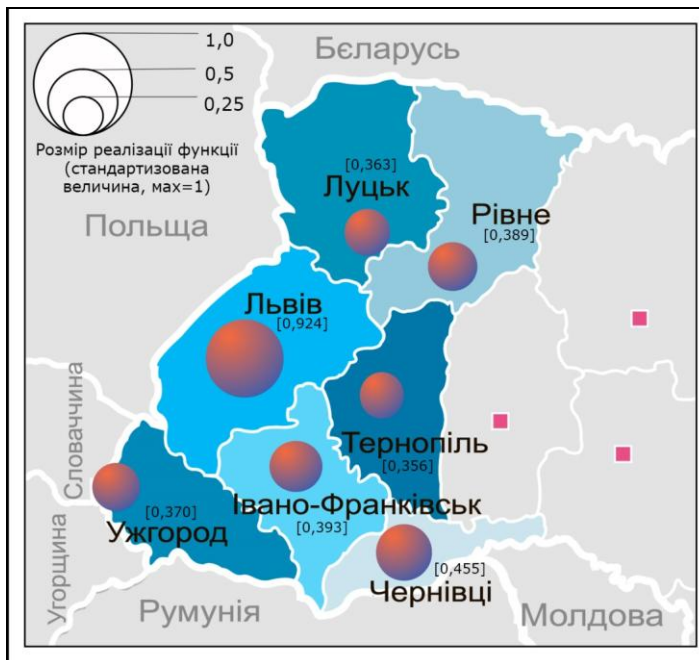 1,0
0,5
0,25
Розмір реалізації функції
(стандартизована
величина, мах=1)
Бєларусь
Польща
[0,363]
Луцьк
Рівне
[0,389]
Львів
[0,924]
Словаччина
Тернопіль
[0,356]
Івано-Франківськ
[0,393]
[0,370]
Ужгород
Угорщина
[0,455]
Чернівці
Румунія
Молдова